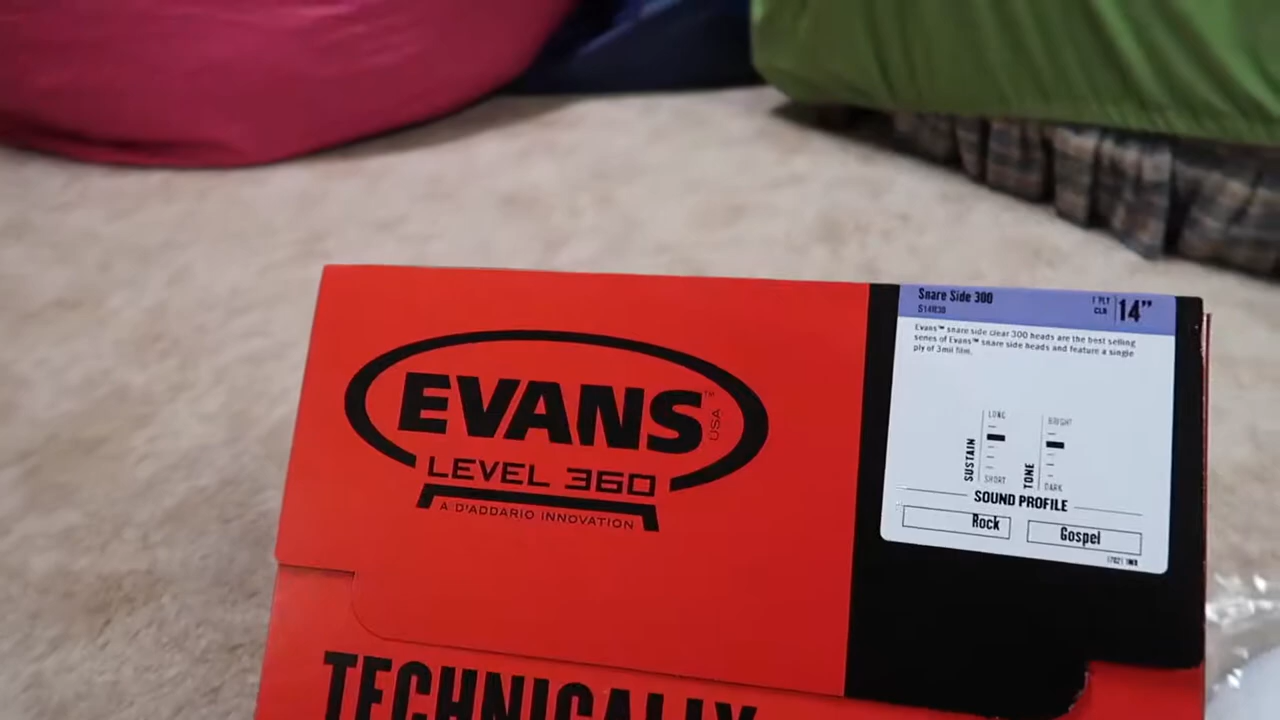 EVANS™ USA
LEVEL 360
A D'ADDARIO INNOVATION
TECHNICALLY
Snare Side 300
S14R30
1 PLY
CLR
14”
Evans™ snare side clear 300 heads are the best selling
series of Evans™ snare side heads and feature a single
ply of 3mil film.
SUSTAIN
LONG
SHORT
TONE
BRIGHT
DARK
SOUND PROFILE
Rock
Gospel